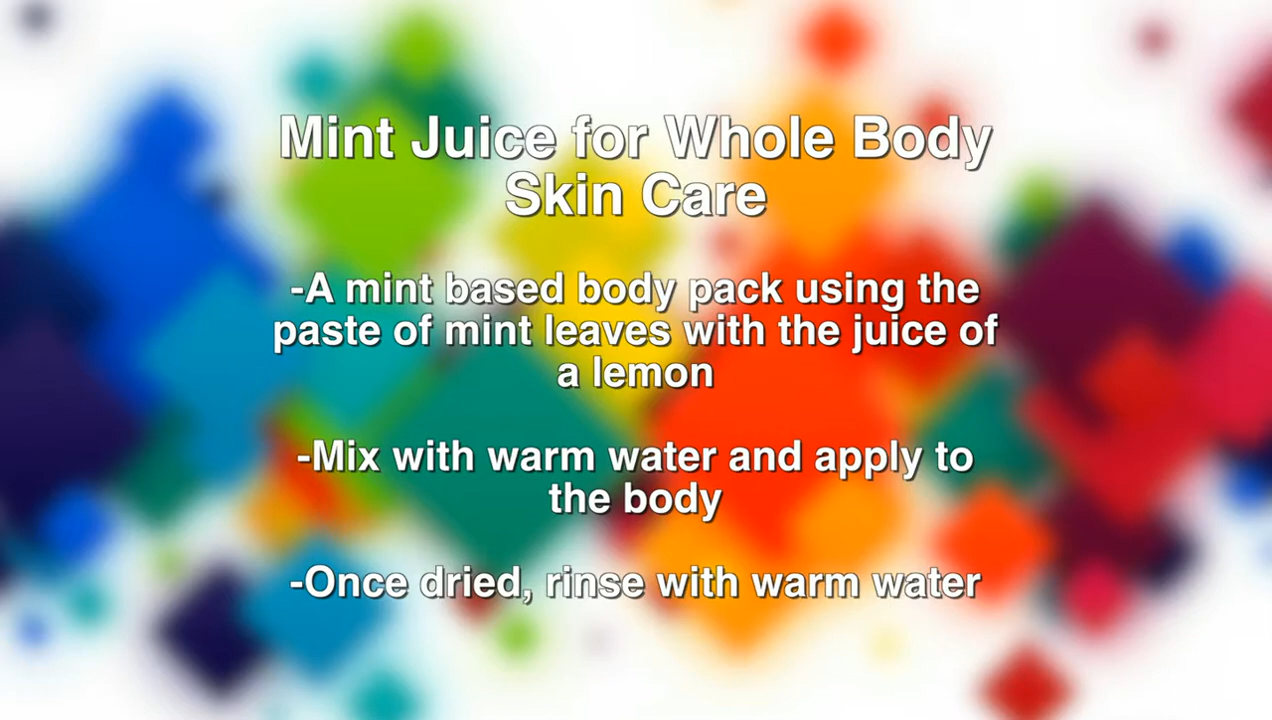 Mint Juice for Whole Body
Skin Care
-A mint based body pack using the
paste of mint leaves with the juice of
a lemon
-Mix with warm water and apply to
the body
-Once dried, rinse with warm water